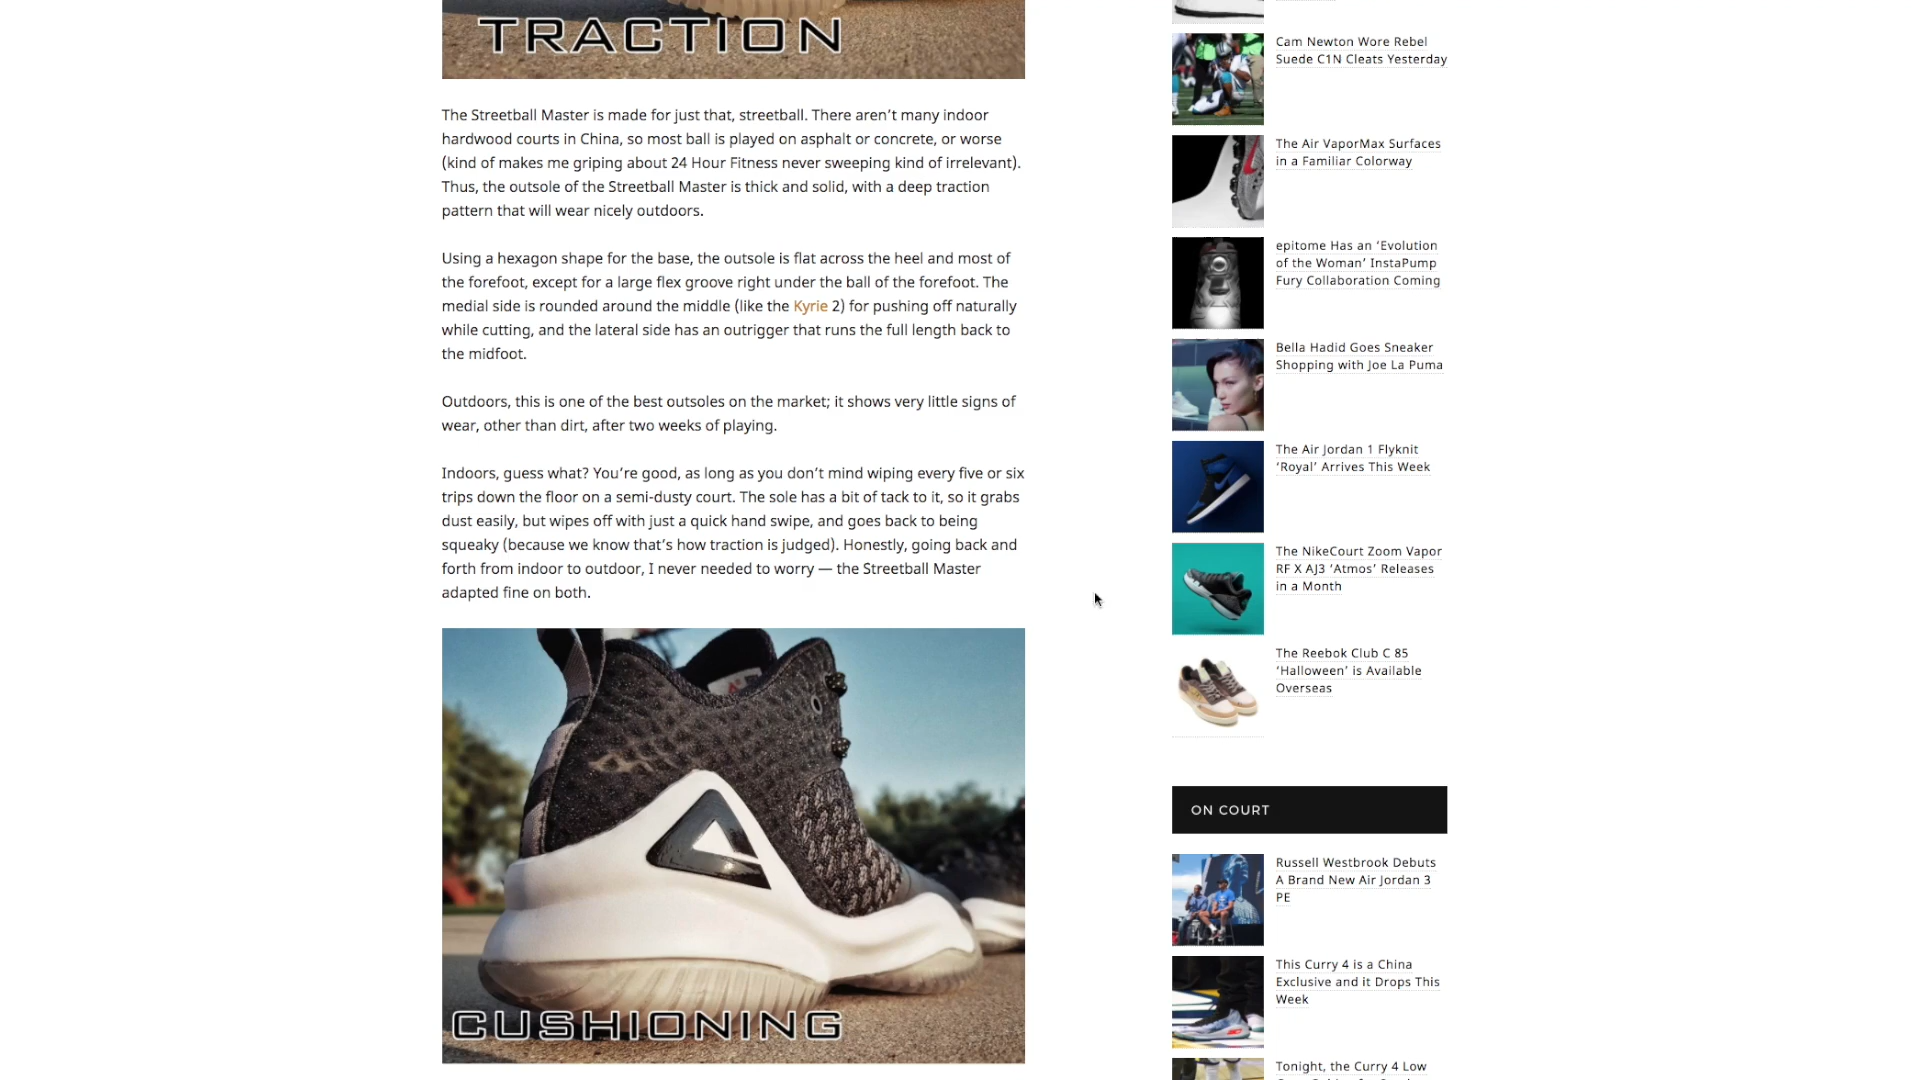 TRACTION
The Streetball Master is made for just that, streetball. There aren’t many indoor
hardwood courts in China, so most ball is played on asphalt or concrete, or worse
(kind of makes me griping about 24 Hour Fitness never sweeping kind of irrelevant).
Thus, the outsole of the Streetball Master is thick and solid, with a deep traction
pattern that will wear nicely outdoors.
Using a hexagon shape for the base, the outsole is flat across the heel and most of
the forefoot, except for a large flex groove right under the ball of the forefoot. The
medial side is rounded around the middle (like the Kyrie 2) for pushing off naturally
while cutting, and the lateral side has an outrigger that runs the full length back to
the midfoot.
Outdoors, this is one of the best outsoles on the market; it shows very little signs of
wear, other than dirt, after two weeks of playing.
Indoors, guess what? You’re good, as long as you don’t mind wiping every five or six
trips down the floor on a semi-dusty court. The sole has a bit of tack to it, so it grabs
dust easily, but wipes off with just a quick hand swipe, and goes back to being
squeaky (because we know that’s how traction is judged). Honestly, going back and
forth from indoor to outdoor, I never needed to worry — the Streetball Master
adapted fine on both.
CUSHIONING
Cam Newton Wore Rebel
Suede C1N Cleats Yesterday
The Air VaporMax Surfaces
in a Familiar Colorway
epitome Has an ‘Evolution
of the Woman’ InstaPump
Fury Collaboration Coming
Bella Hadid Goes Sneaker
Shopping with Joe La Puma
The Air Jordan 1 Flyknit
‘Royal’ Arrives This Week
The NikeCourt Zoom Vapor
RF X AJ3 ‘Atmos’ Releases
in a Month
The Reebok Club C 85
‘Halloween’ is Available
Overseas
ON COURT
Russell Westbrook Debuts
A Brand New Air Jordan 3
PE
This Curry 4 is a China
Exclusive and it Drops This
Week
Tonight, the Curry 4 Low